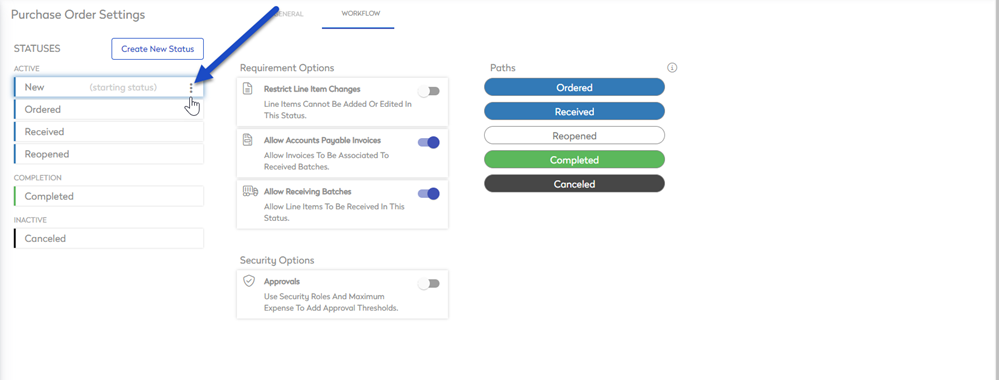 Purchase Order Settings
GENERAL
WORKFLOW
STATUSES
Create New Status
ACTIVE
New (starting status)
Ordered
Received
Reopened
COMPLETION
Completed
INACTIVE
Canceled
Requirement Options
Restrict Line Item Changes
Line Items Cannot Be Added Or Edited In
This Status.
Allow Accounts Payable Invoices
Allow Invoices To Be Associated To
Received Batches.
Allow Receiving Batches
Allow Line Items To Be Received In This
Status.
Security Options
Approvals
Use Security Roles And Maximum
Expense To Add Approval Thresholds.
Paths
Ordered
Received
Reopened
Completed
Canceled